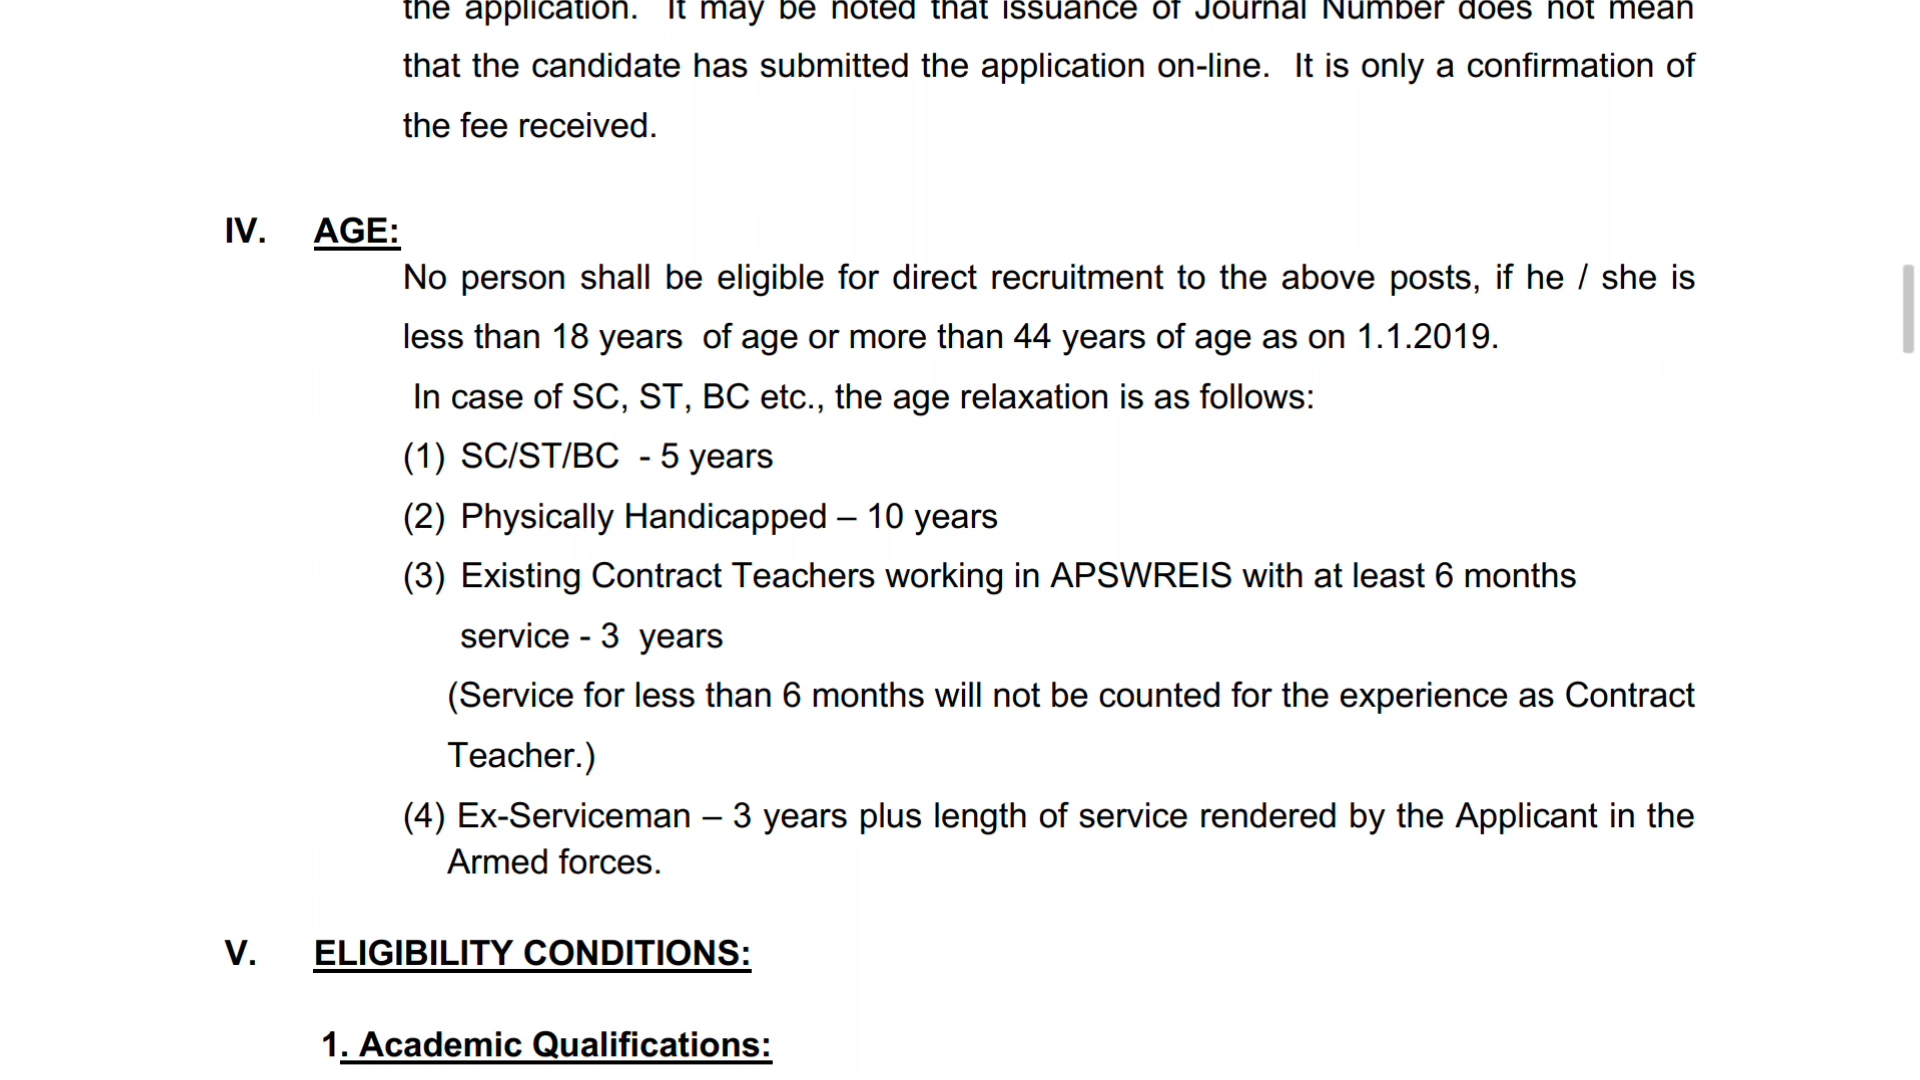 the application. It may be noted that issuance of Journal Number does not mean
that the candidate has submitted the application on-line. It is only a confirmation of
the fee received.
IV. AGE:
No person shall be eligible for direct recruitment to the above posts, if he / she is
less than 18 years of age or more than 44 years of age as on 1.1.2019.
In case of SC, ST, BC etc., the age relaxation is as follows:
(1) SC/ST/BC - 5 years
(2) Physically Handicapped – 10 years
(3) Existing Contract Teachers working in APSWREIS with at least 6 months
service - 3 years
(Service for less than 6 months will not be counted for the experience as Contract
Teacher.)
(4) Ex-Serviceman – 3 years plus length of service rendered by the Applicant in the
Armed forces.
V. ELIGIBILITY CONDITIONS:
1. Academic Qualifications: